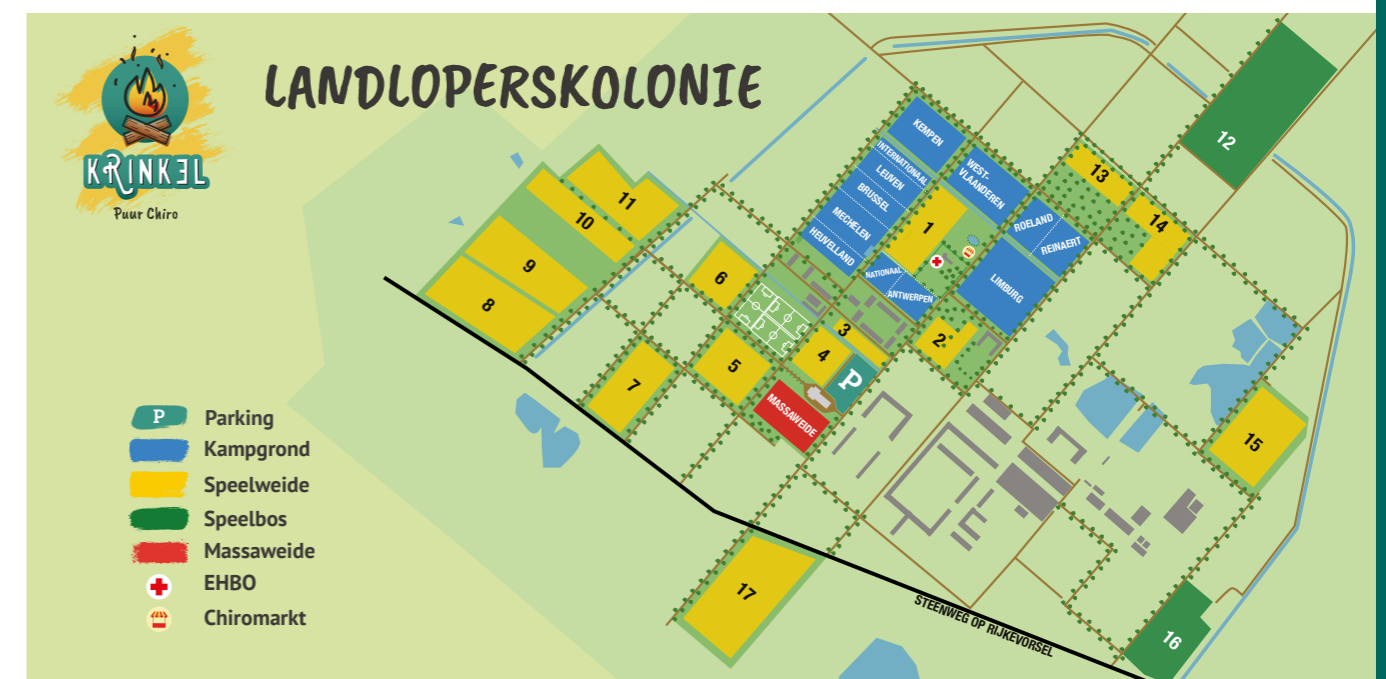 LANDLOPERSKOLONIE
KRINKEL
Puur Chiro
P Parking
Kampgrond
Speelweide
Speelbos
Massaweide
EHBO
Chiromarkt
12
KEMPEN
INTERNATIONAAL
LEUVEN
BRUSSEL
MECHELEN
HEUVELLAND
WEST-
VLAANDEREN
13
14
ROELAND
REINAERT
1
NATIONAAL
ANTWERPEN
LIMBURG
11
10
9
8
6
3
4
2
5
7
P
MASSAWEIDE
15
17
16
STEENWEG OP RIJKEVORSEL